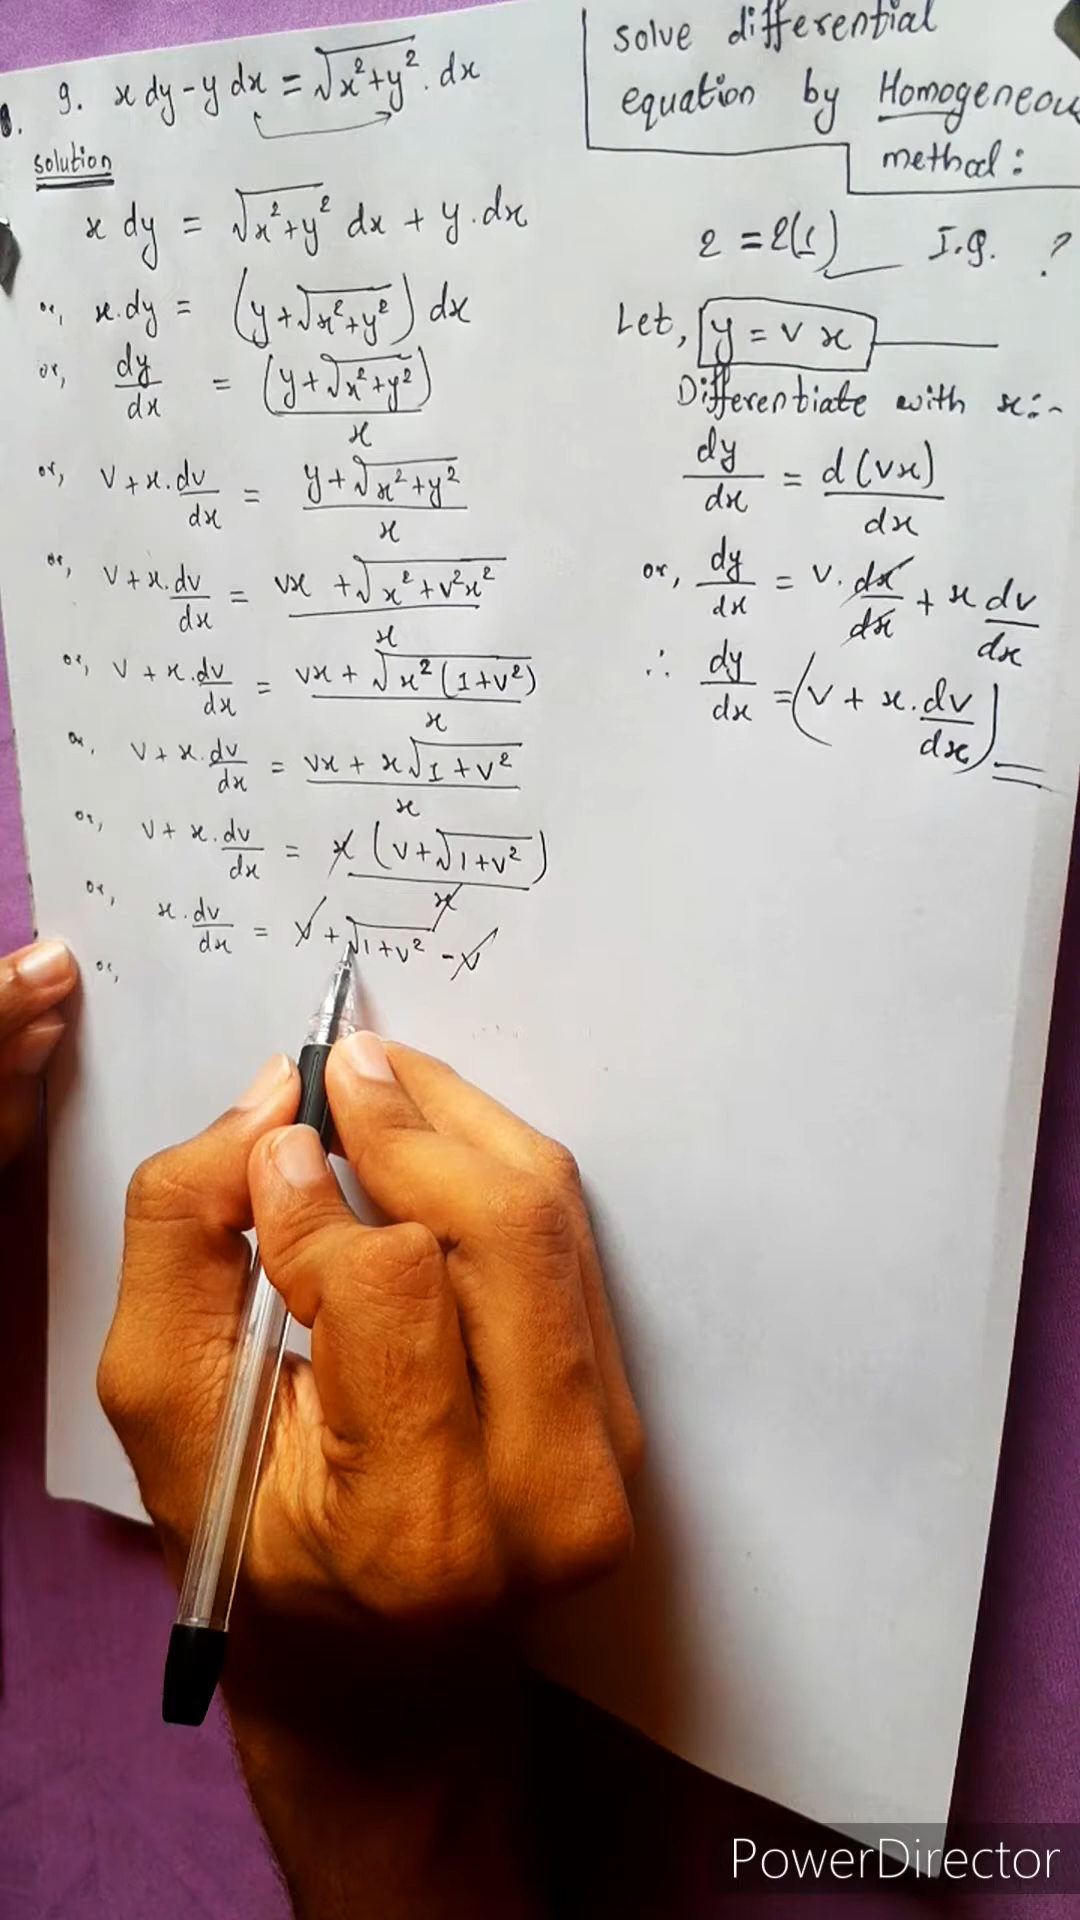 9. x dy - y dx = √x²+y² . dx
solution
x dy = √x²+y² dx + y.dx
or, x.dy = (y+√x²+y²) dx
or, dy/dx = (y+√x²+y²)/x
or, v+x.dv/dx = y+√x²+y²/x
or, v+x.dv/dx = vx +√x²+v²x²/x
or, v + x.dv/dx = vx + √x²(1+v²)/x
or, v + x.dv/dx = vx + x√1+v²/x
or, v + x.dv/dx = x (v+√1+v²)/x
or, x.dv/dx = v +√1+v² - v
or,
solve differential
equation by Homogeneou
method:
2 = 2(1) I.g. ?
Let, y = v x
Differentiate with x:~
dy/dx = d(vx)/dx
or, dy/dx = v. dx/dx + x dv/dx
∴ dy/dx = (v + x.dv/dx)
PowerDirector